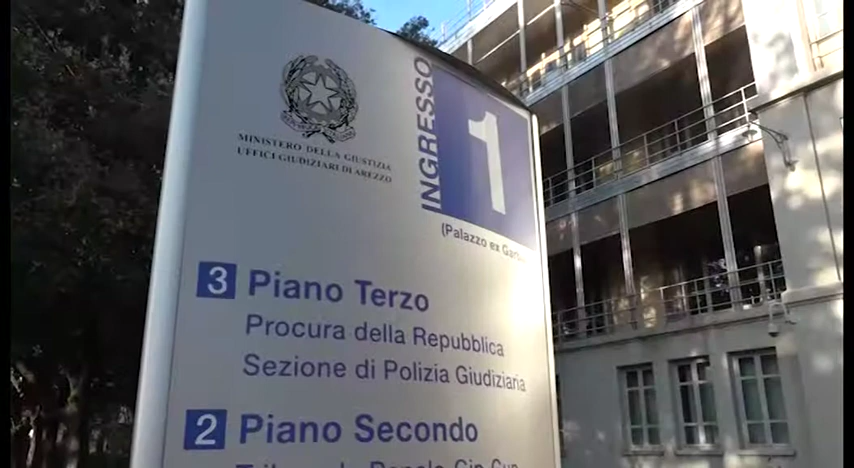 MINISTERO DELLA GIUSTIZIA
UFFICI GIUDIZIARI DI AREZZO
INGRESSO 1
(Palazzo ex
3 Piano Terzo
Procura della Repubblica
Sezione di Polizia Giudiziaria
2 Piano Secondo